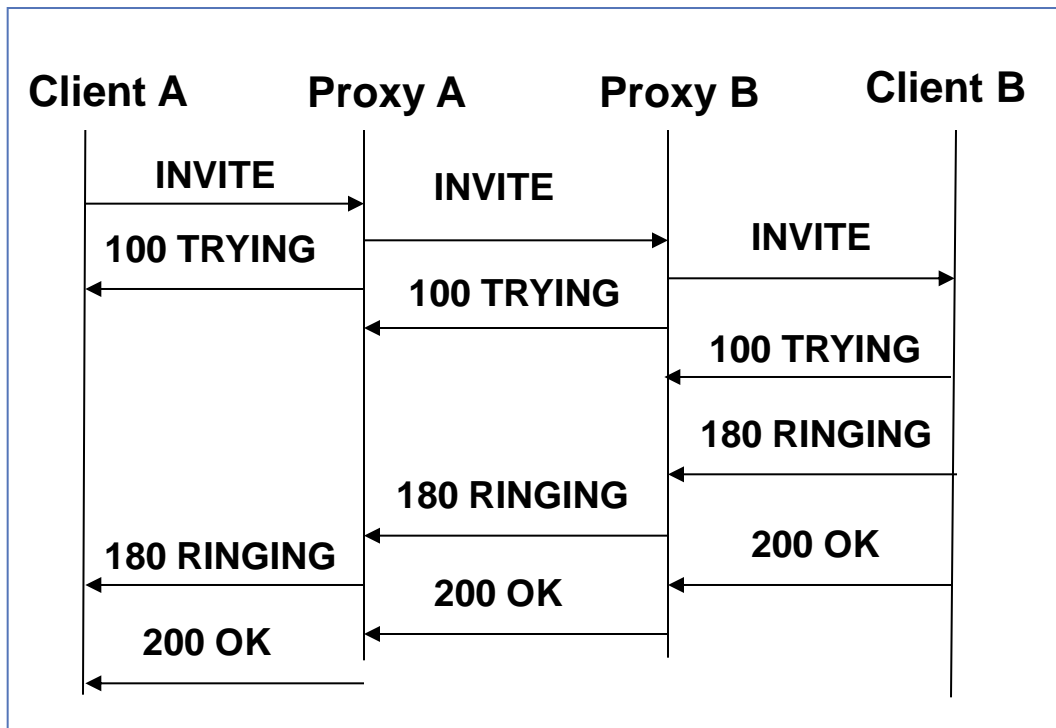 Client A Proxy A Proxy B Client B
INVITE
INVITE
INVITE
100 TRYING
100 TRYING
100 TRYING
180 RINGING
180 RINGING
180 RINGING
200 OK
200 OK
200 OK